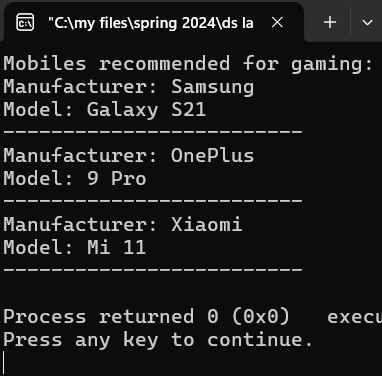 "C:\my files\spring 2024\ds la
Mobiles recommended for gaming:
Manufacturer: Samsung
Model: Galaxy S21
------------------------
Manufacturer: OnePlus
Model: 9 Pro
------------------------
Manufacturer: Xiaomi
Model: Mi 11
------------------------
Process returned 0 (0x0)   execu
Press any key to continue.